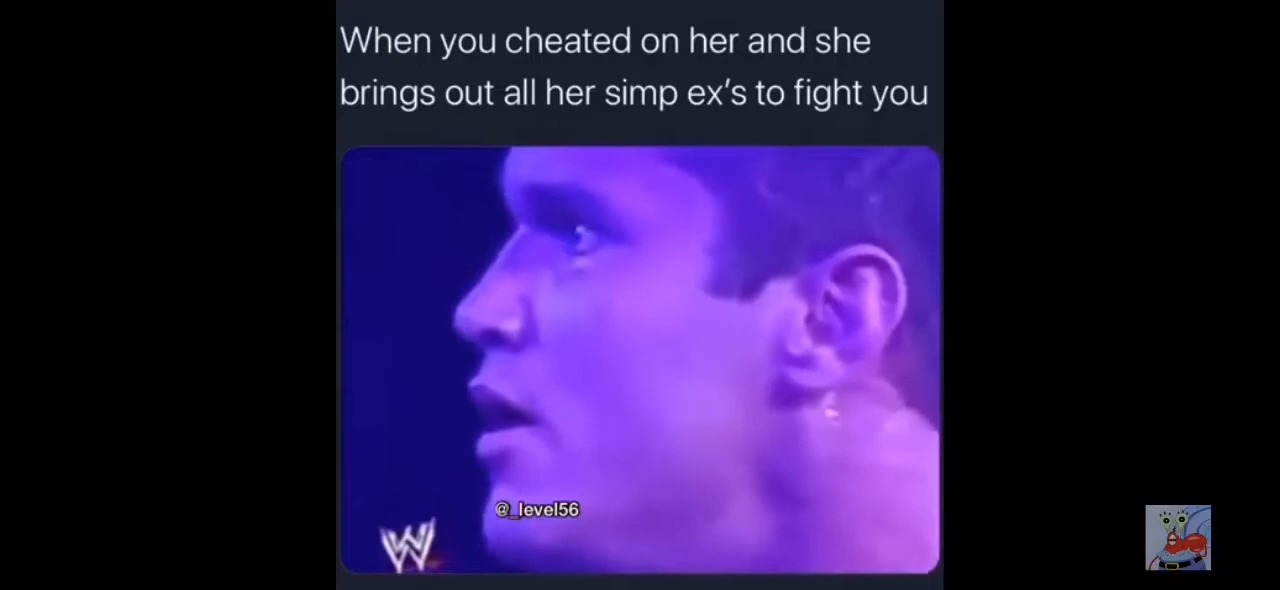 When you cheated on her and she
brings out all her simp ex's to fight you
@_level56
W